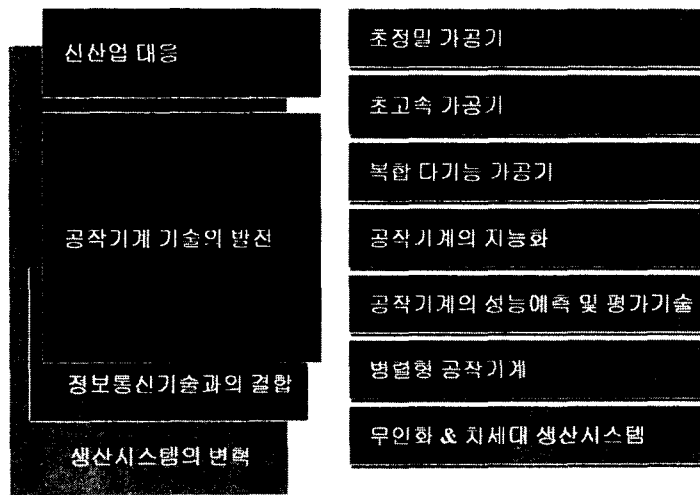 신산업 대응
공작기계 기술의 발전
정보통신기술과의 결합
생산시스템의 변혁
초정밀 가공기
초고속 가공기
복합 다기능 가공기
공작기계의 지능화
공작기계의 성능예측 및 평가기술
병렬형 공작기계
무인화 & 치세대 생산시스템